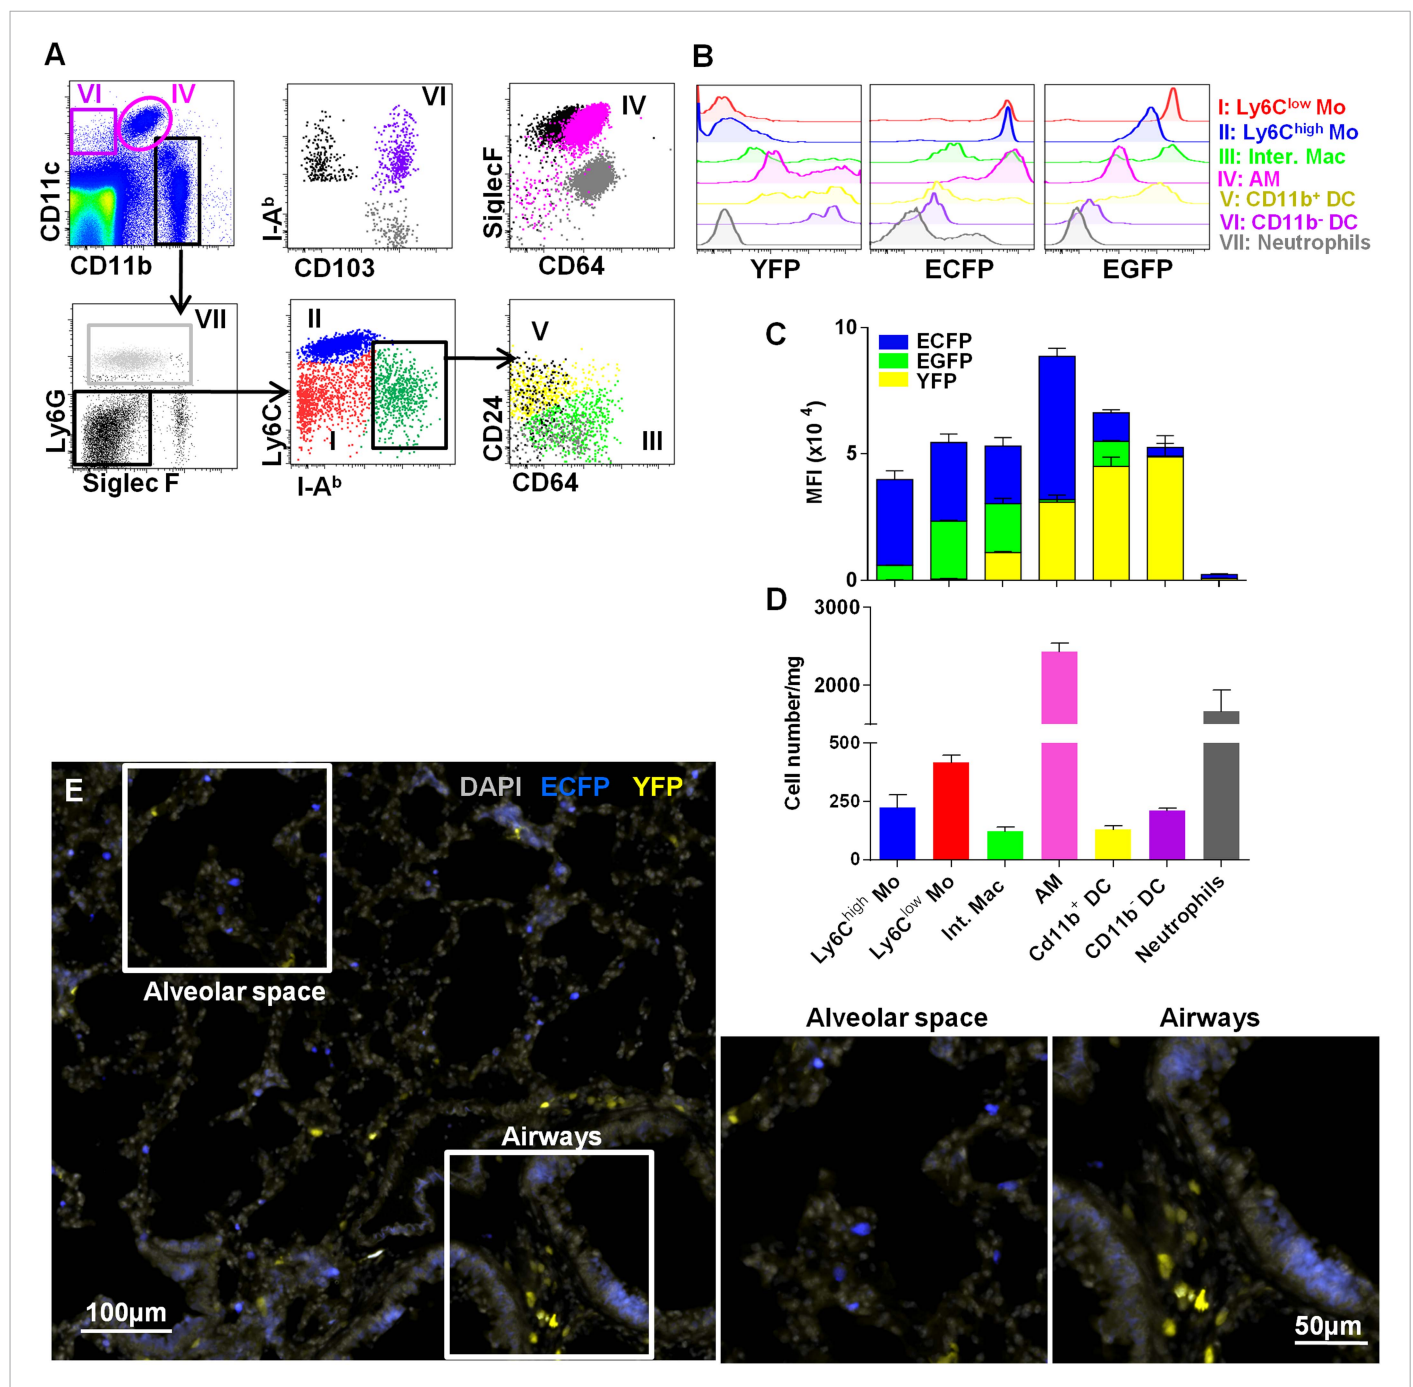 A
VI
IV
CD11c
CD11b
VI
I-Aᵇ
CD103
IV
SiglecF
CD64
VII
Ly6G
Siglec F
II
I
Ly6C
I-Aᵇ
V
III
CD24
CD64
B
YFP
ECFP
EGFP
I: Ly6Cˡᵒʷ Mo
II: Ly6Cʰⁱᵍʰ Mo
III: Inter. Mac
IV: AM
V: CD11b⁺ DC
VI: CD11b⁻ DC
VII: Neutrophils
C
ECFP
EGFP
YFP
MFI (x10 ⁴)
10
5
0
D
Cell number/mg
3000
2000
500
250
0
Ly6Cʰⁱᵍʰ Mo
Ly6Cˡᵒʷ Mo
Int. Mac
AM
Cd11b⁺ DC
CD11b⁻ DC
Neutrophils
E
DAPI ECFP YFP
Alveolar space
Airways
100µm
Alveolar space
Airways
50µm